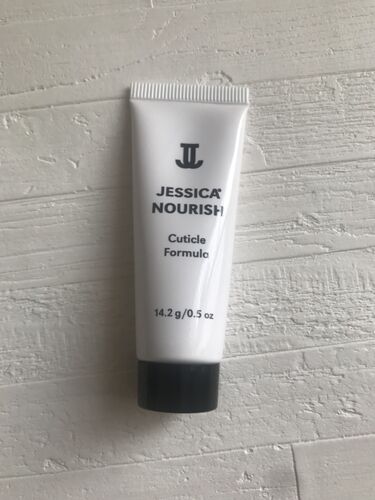 JESSICA®
NOURISH
Cuticle
Formula
14.2 g/0.5 oz